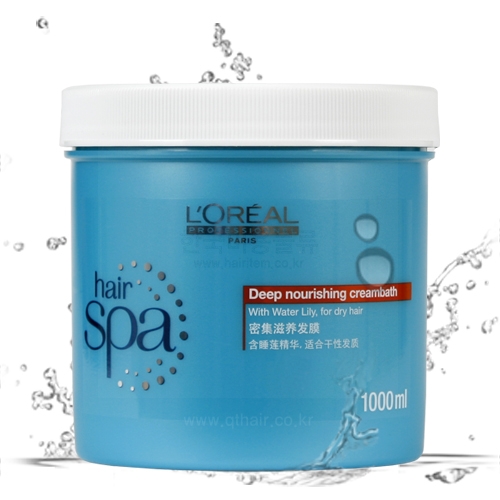 L'ORÉAL
PROFESSIONNEL
PARIS
hair
spa
Deep nourishing creambath
With Water Lily, for dry hair
密集滋养发膜
含睡莲精华. 适合干性发质
1000ml
www.qthair.co.kr